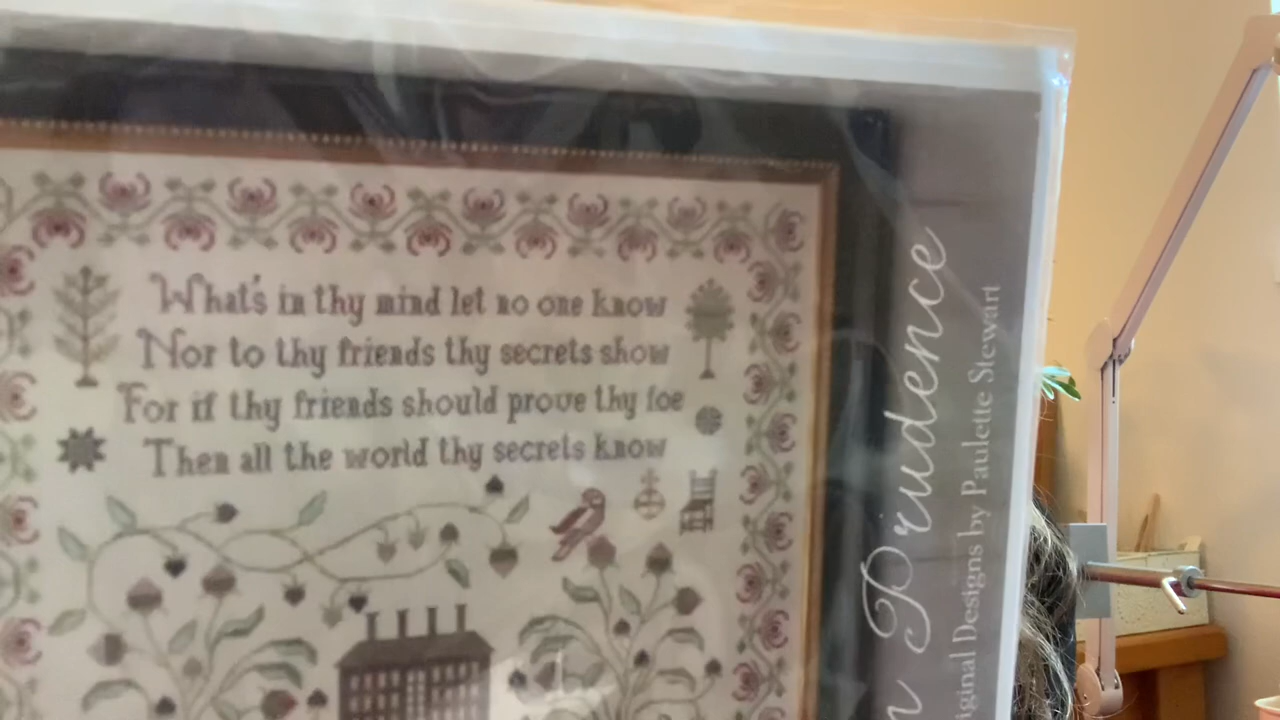 What's in thy mind let no one know
Nor to thy friends thy secrets show
For if thy friends should prove thy foe
Then all the world thy secrets know
n Prudence
iginal Designs by Paulette Stewart